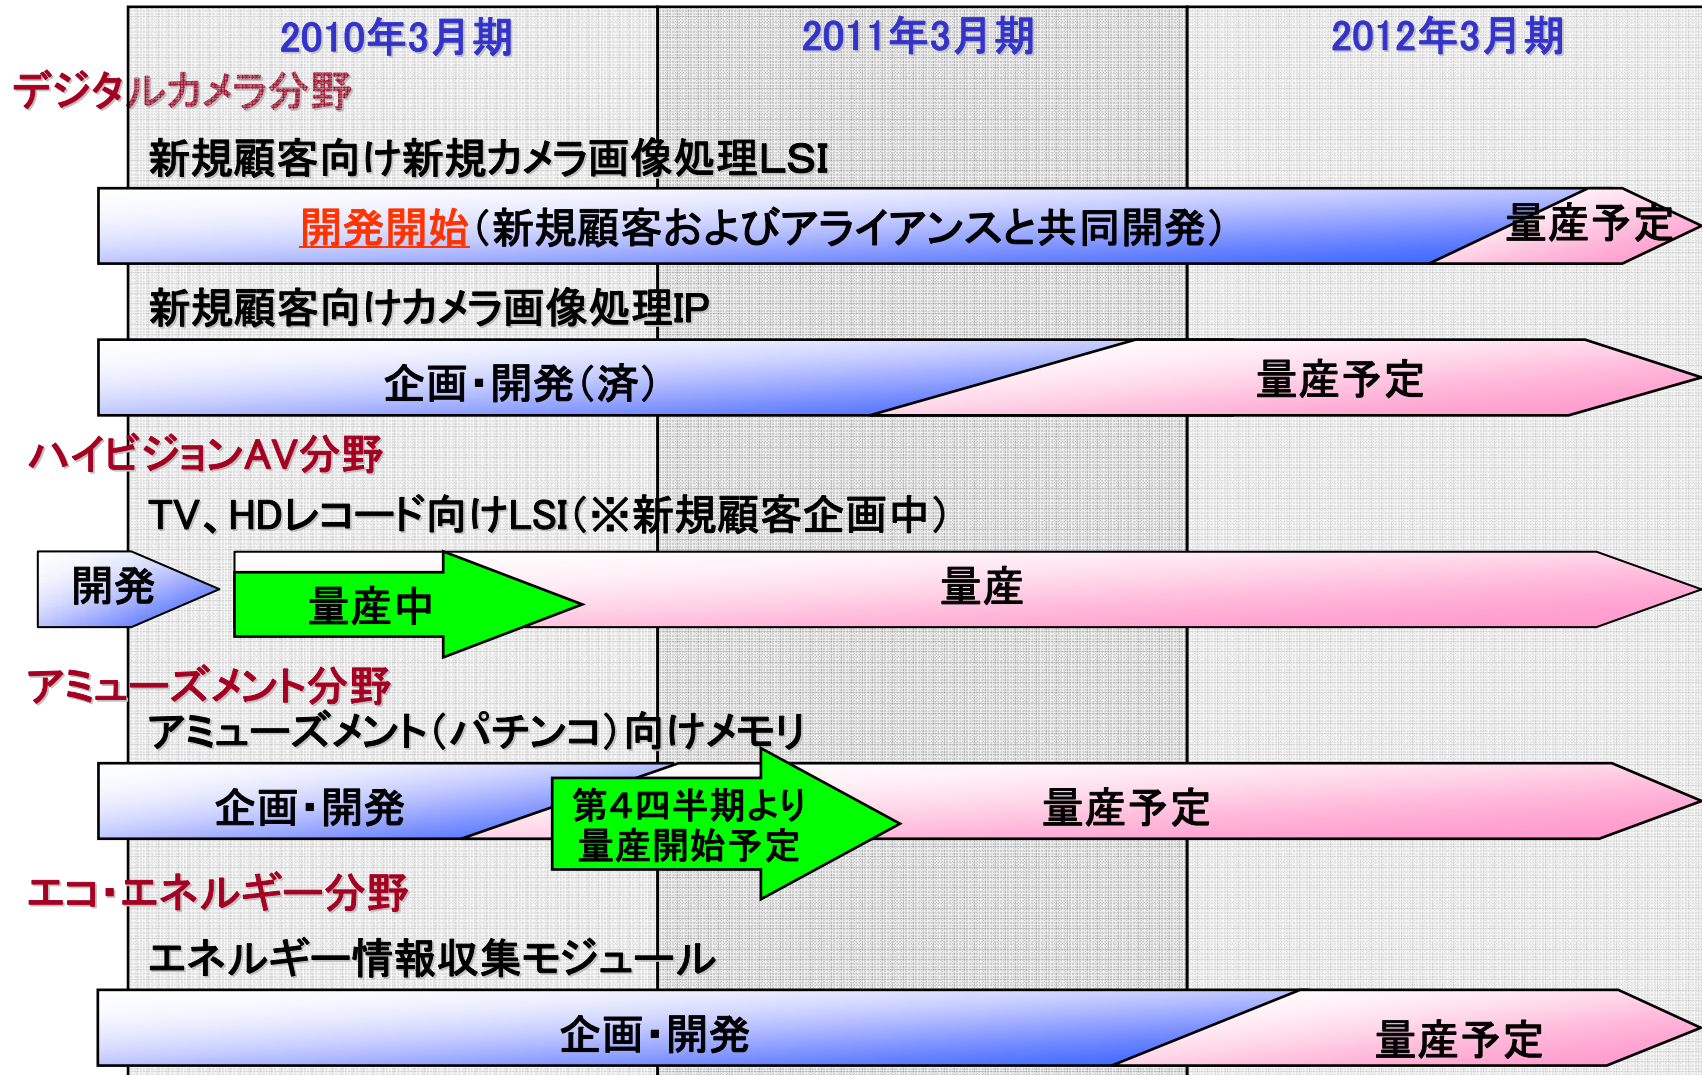 2010年3月期 2011年3月期 2012年3月期
デジタルカメラ分野
新規顧客向け新規カメラ画像処理LSI
開発開始(新規顧客およびアライアンスと共同開発) 量産予定
新規顧客向けカメラ画像処理IP
企画・開発(済) 量産予定
ハイビジョンAV分野
TV、HDレコード向けLSI(※新規顧客企画中)
開発 量産中 量産
アミューズメント分野
アミューズメント(パチンコ)向けメモリ
企画・開発 第4四半期より 量産予定
量産開始予定
エコ・エネルギー分野
エネルギー情報収集モジュール
企画・開発 量産予定